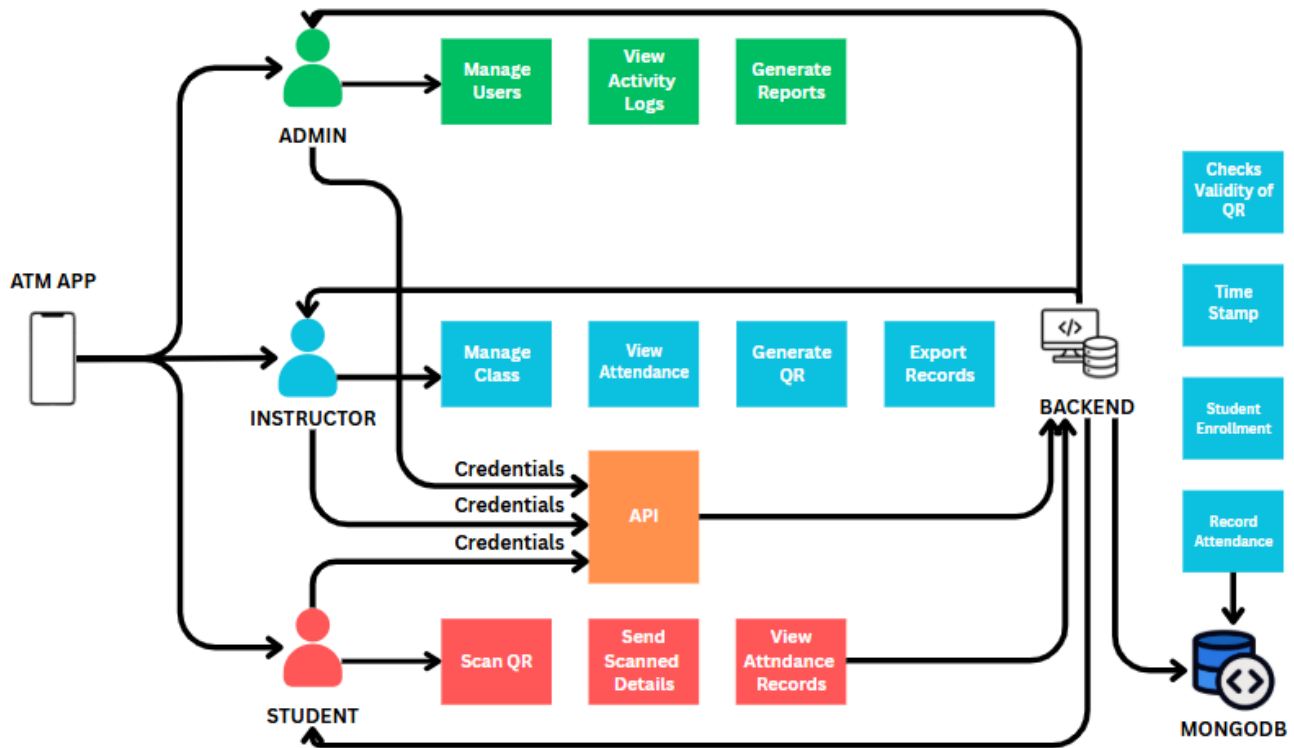 ADMIN
Manage
Users
View
Activity
Logs
Generate
Reports
Checks
Validity of
QR
ATM APP
Time
Stamp
INSTRUCTOR
Manage
Class
View
Attendance
Generate
QR
Export
Records
</>
BACKEND
Student
Enrollment
Credentials
Credentials
Credentials
API
Record
Attendance
STUDENT
Scan QR
Send
Scanned
Details
View
Attndance
Records
<>
MONGODB